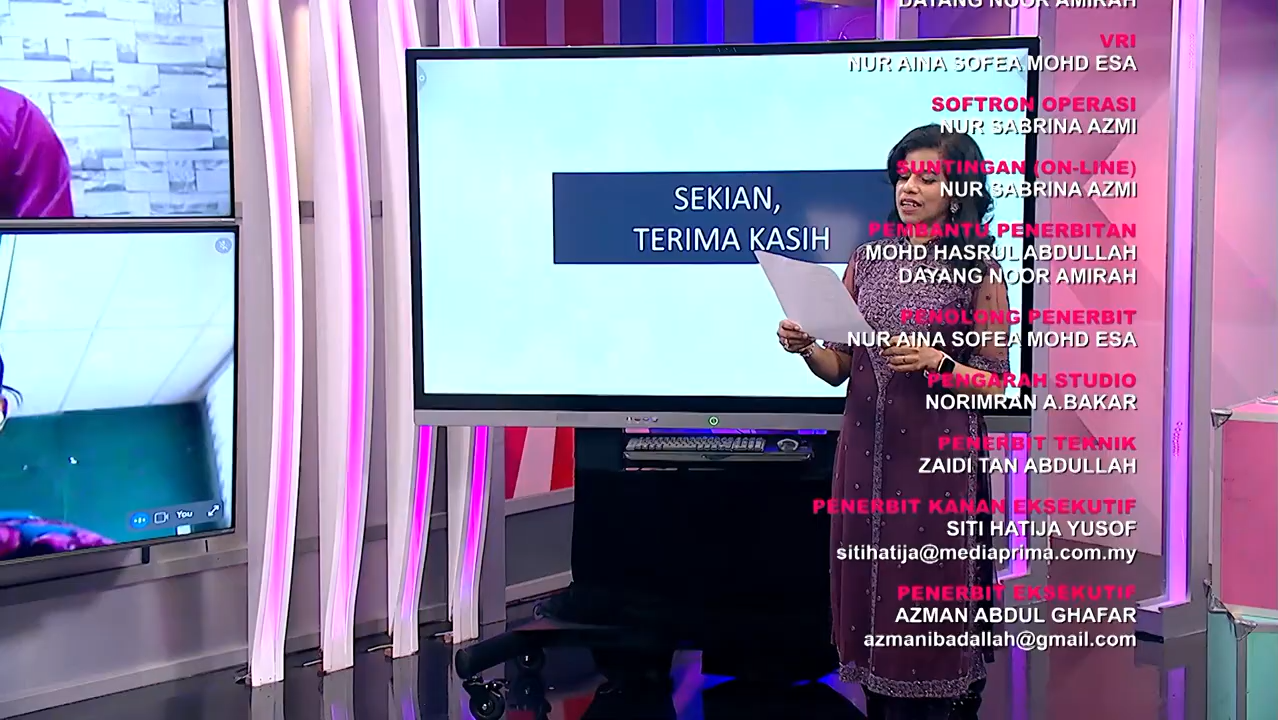 DAYANG NOOR AMIRAH
VRI
NUR AINA SOFEA MOHD ESA
SOFTRON OPERASI
NUR SABRINA AZMI
SUNTINGAN (ON-LINE)
NUR SABRINA AZMI
PEMBANTU PENERBITAN
MOHD HASRUL ABDULLAH
DAYANG NOOR AMIRAH
PENOLONG PENERBIT
NUR AINA SOFEA MOHD ESA
PENGARAH STUDIO
NORIMRAN A.BAKAR
PENERBIT TEKNIK
ZAIDI TAN ABDULLAH
PENERBIT KANAN EKSEKUTIF
SITI HATIJA YUSOF
sitihatija@mediaprima.com.my
PENERBIT EKSEKUTIF
AZMAN ABDUL GHAFAR
azmanibadallah@gmail.com
SEKIAN,
TERIMA KASIH
You